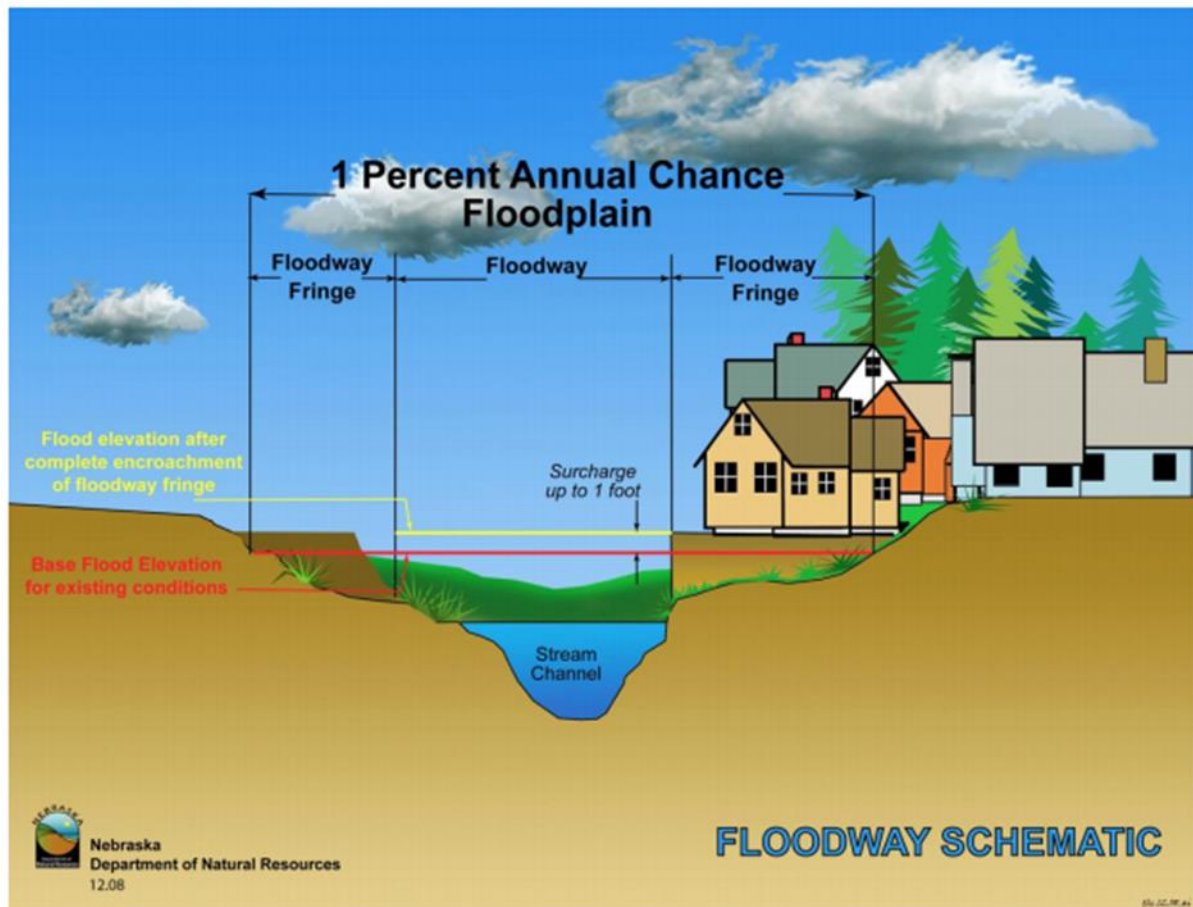 1 Percent Annual Chance
Floodplain
Floodway
Fringe
Floodway
Floodway
Fringe
Flood elevation after
complete encroachment
of floodway fringe
Surcharge
up to 1 foot
Base Flood Elevation
for existing conditions
Stream
Channel
NEBRASKA
Nebraska
Department of Natural Resources
12.08
FLOODWAY SCHEMATIC